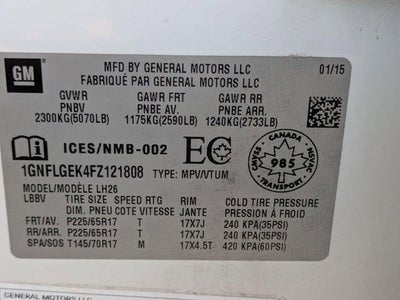 GM
MFD BY GENERAL MOTORS LLC
FABRIQUÉ PAR GENERAL MOTORS LLC
01/15
GVWR GAWR FRT GAWR RR
PNBV PNBE AV. PNBE ARR.
2300KG(5070LB) 1175KG(2590LB) 1240KG(2733LB)
ICES/NMB-002 EC
CANADA
985
NSVAC
STAMVS
TRANSPORT
1GNFLGEK4FZ121808 TYPE: MPV/VTUM
MODEL/MODÈLE LH26
LBBV TIRE SIZE SPEED RTG RIM COLD TIRE PRESSURE
DIM. PNEU COTE VITESSE JANTE PRESSION À FROID
FRT/AV. P225/65R17 T 17X7J 240 KPA(35PSI)
RR/ARR. P225/65R17 T 17X7J 240 KPA(35PSI)
SPA/SOS T145/70R17 M 17X4.5T 420 KPA(60PSI)
GENERAL MOTORS LLC